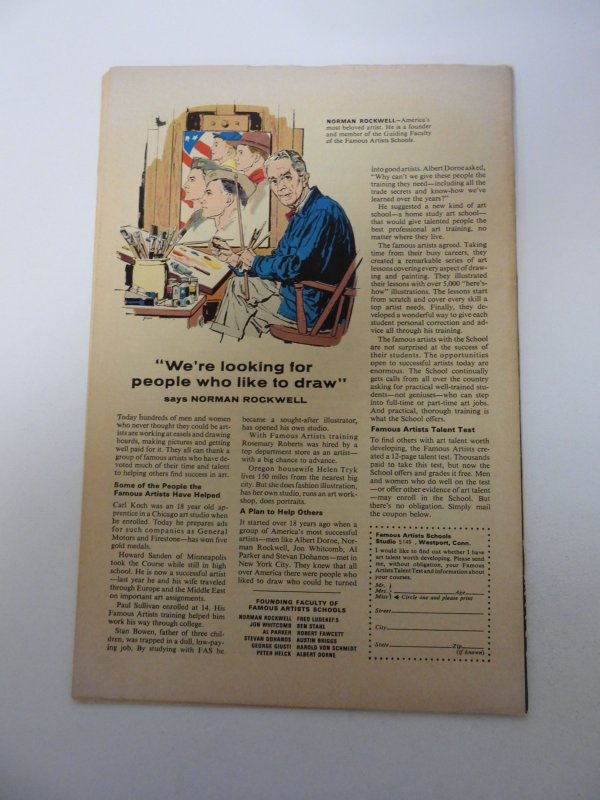 NORMAN ROCKWELL—America's
most beloved artist. He is a founder
and member of the Guiding Faculty
of the Famous Artists Schools.
"We're looking for
people who like to draw"
says NORMAN ROCKWELL
Today hundreds of men and women
who never thought they could be art-
ists are working at easels and drawing
boards, making pictures and getting
well paid for it. They all can thank a
group of famous artists who have de-
voted much of their time and talent
to helping others find success in art.
Some of the People the
Famous Artists Have Helped
Carl Koch was an 18 year old ap-
prentice in a Chicago art studio when
he enrolled. Today he prepares ads
for such companies as General
Motors and Firestone—has won five
gold medals.
Howard Sanden of Minneapolis
took the Course while still in high
school. He is now a successful artist
—last year he and his wife traveled
through Europe and the Middle East
on important art assignments.
Paul Sullivan enrolled at 14. His
Famous Artists training helped him
work his way through college.
Stan Bowen, father of three chil-
dren, was trapped in a dull, low-pay-
ing job. By studying with FAS he
became a sought-after illustrator,
has opened his own studio.
With Famous Artists training
Rosemary Roberts was hired by a
top department store as an artist—
with a big chance to advance.
Oregon housewife Helen Tryk
lives 150 miles from the nearest big
city. But she does fashion illustration,
has her own studio, runs an art work-
shop, does portraits.
A Plan to Help Others
It started over 18 years ago when a
group of America's most successful
artists—men like Albert Dorne, Nor-
man Rockwell, Jon Whitcomb, Al
Parker and Stevan Dohanos—met in
New York City. They knew that all
over America there were people who
liked to draw who could be turned
into good artists. Albert Dorne asked,
"Why can't we give these people the
training they need—including all the
trade secrets and know-how we've
learned over the years?"
He suggested a new kind of art
school—a home study art school—
that would give talented people the
best professional art training, no
matter where they live.
The famous artists agreed. Taking
time from their busy careers, they
created a remarkable series of art
lessons covering every aspect of draw-
ing and painting. They illustrated
their lessons with over 5,000 "here's-
how" illustrations. The lessons start
from scratch and cover every skill a
top artist needs. Finally, they de-
veloped a wonderful way to give each
student personal correction and ad-
vice all through his training.
The famous artists with the School
are not surprised at the success of
their students. The opportunities
open to successful artists today are
enormous. The School continually
gets calls from all over the country
asking for practical well-trained stu-
dents—not geniuses—who can step
into full-time or part-time art jobs.
And practical, thorough training is
what the School offers.
Famous Artists Talent Test
To find others with art talent worth
developing, the Famous Artists cre-
ated a 12-page talent test. Thousands
paid to take this test, but now the
School offers and grades it free. Men
and women who do well on the test
—or offer other evidence of art talent
—may enroll in the School. But
there's no obligation. Simply mail
the coupon below.
FOUNDING FACULTY OF
FAMOUS ARTISTS SCHOOLS
NORMAN ROCKWELL FRED LUDEKENS
JON WHITCOMB BEN STAHL
AL PARKER ROBERT FAWCETT
STEVAN DOHANOS AUSTIN BRIGGS
GEORGE GIUSTI HAROLD VON SCHMIDT
PETER HELCK ALBERT DORNE
Famous Artists Schools
Studio 5145 , Westport, Conn.
I would like to find out whether I have
art talent worth developing. Please send
me, without obligation, your Famous
Artists Talent Test and information about
your courses.
Mr.
Mrs. Age
Miss Circle one and please print
Street
City
State Zip
(if known)